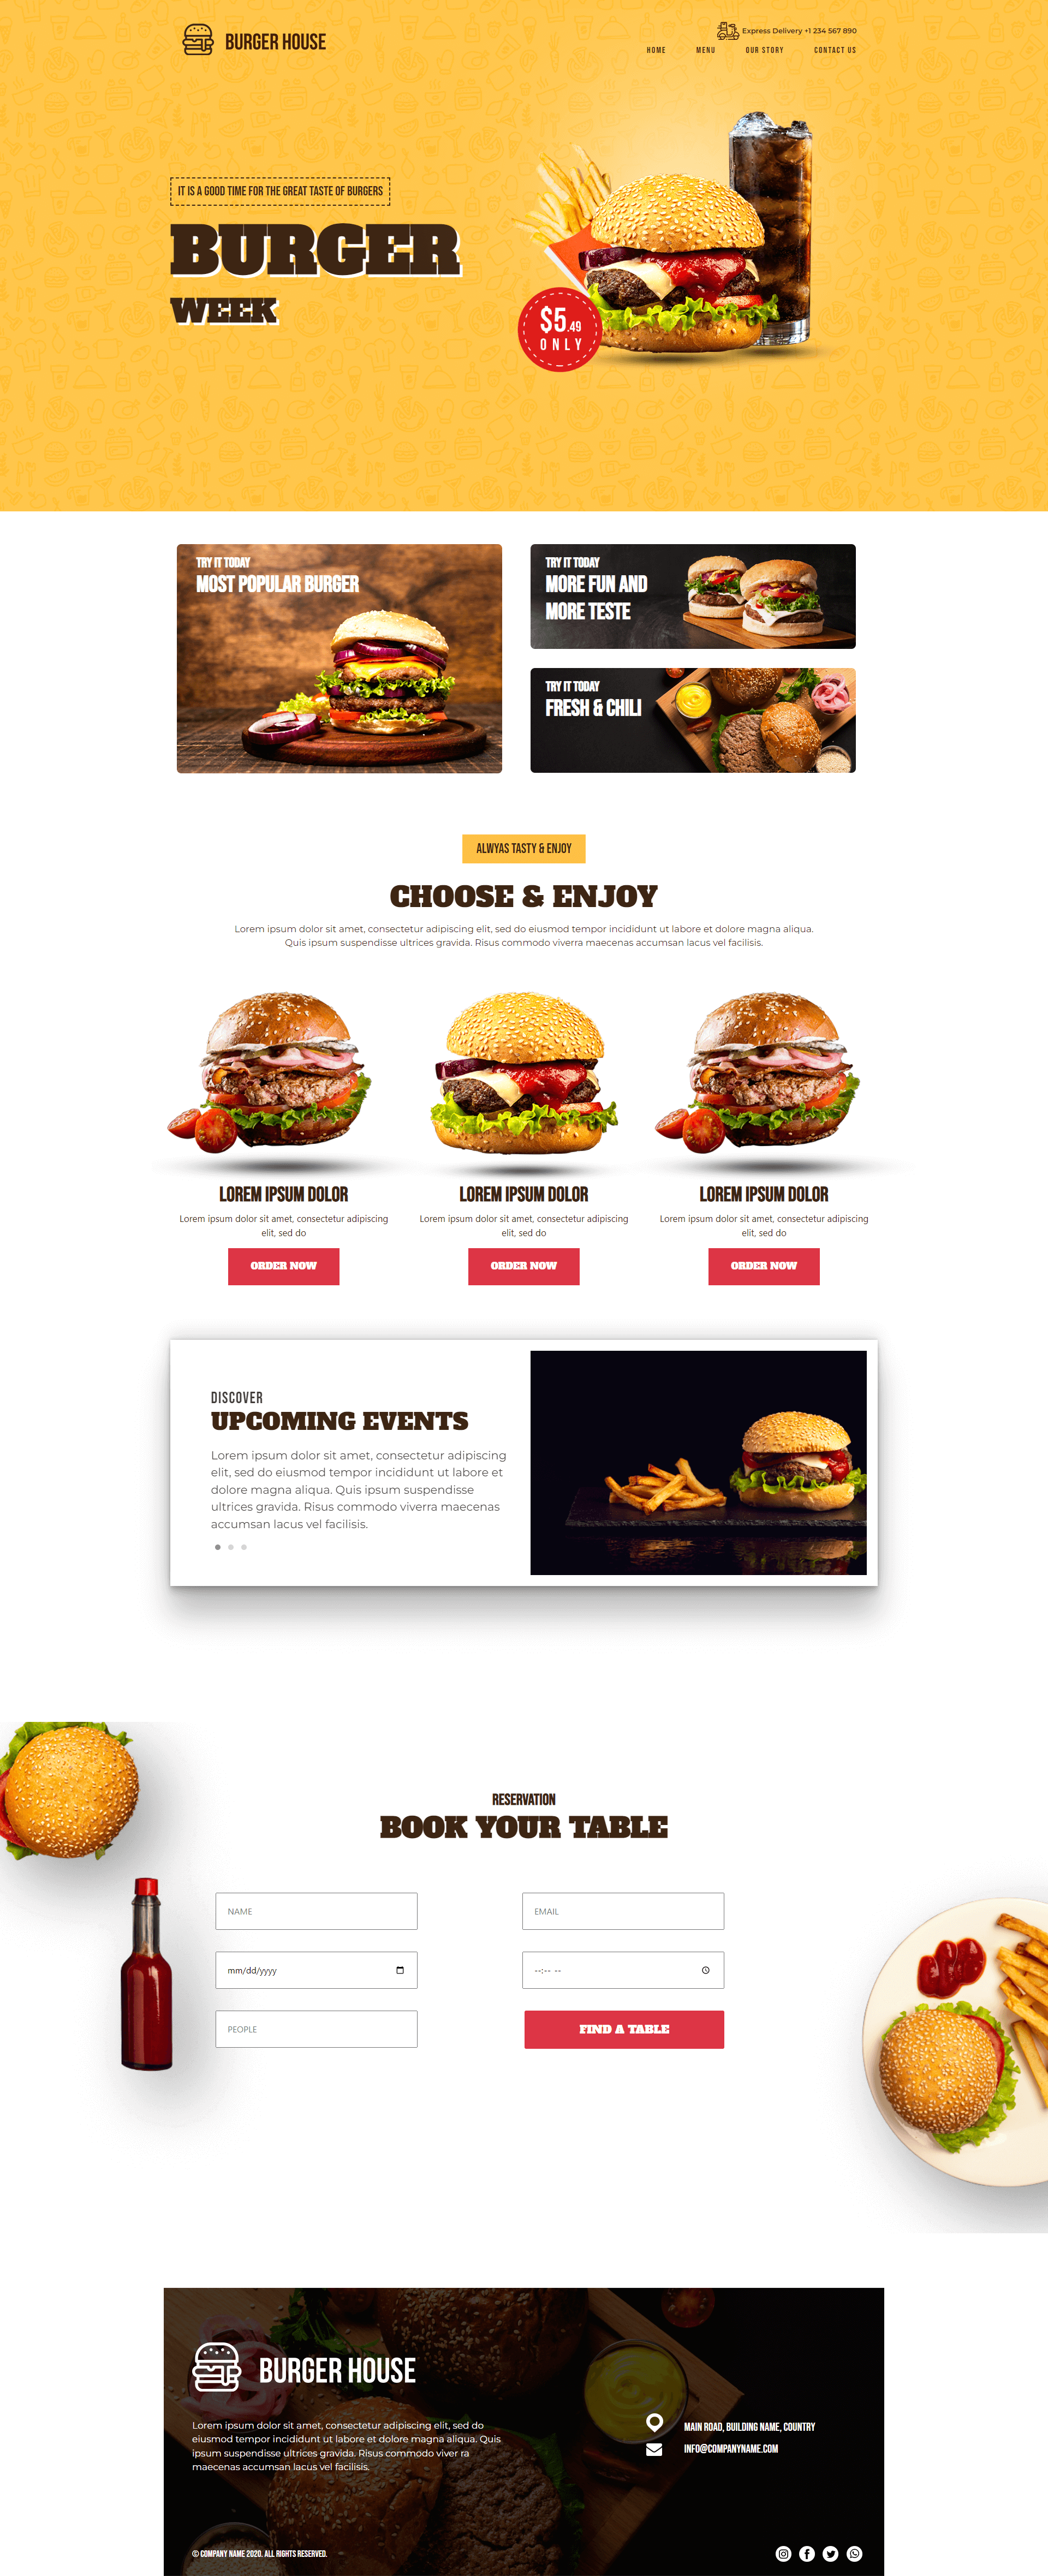 BURGER HOUSE
Express Delivery +1 234 567 890
HOME MENU OUR STORY CONTACT US
IT IS A GOOD TIME FOR THE GREAT TASTE OF BURGERS
BURGER
WEEK
$5.49
ONLY
TRY IT TODAY
MOST POPULAR BURGER
TRY IT TODAY
MORE FUN AND
MORE TESTE
TRY IT TODAY
FRESH & CHILI
ALWYAS TASTY & ENJOY
CHOOSE & ENJOY
Lorem ipsum dolor sit amet, consectetur adipiscing elit, sed do eiusmod tempor incididunt ut labore et dolore magna aliqua.
Quis ipsum suspendisse ultrices gravida. Risus commodo viverra maecenas accumsan lacus vel facilisis.
LOREM IPSUM DOLOR
Lorem ipsum dolor sit amet, consectetur adipiscing
elit, sed do
ORDER NOW
LOREM IPSUM DOLOR
Lorem ipsum dolor sit amet, consectetur adipiscing
elit, sed do
ORDER NOW
LOREM IPSUM DOLOR
Lorem ipsum dolor sit amet, consectetur adipiscing
elit, sed do
ORDER NOW
DISCOVER
UPCOMING EVENTS
Lorem ipsum dolor sit amet, consectetur adipiscing
elit, sed do eiusmod tempor incididunt ut labore et
dolore magna aliqua. Quis ipsum suspendisse
ultrices gravida. Risus commodo viverra maecenas
accumsan lacus vel facilisis.
RESERVATION
BOOK YOUR TABLE
NAME
EMAIL
mm/dd/yyyy
--:-- --
PEOPLE
FIND A TABLE
BURGER HOUSE
Lorem ipsum dolor sit amet, consectetur adipiscing elit, sed do
eiusmod tempor incididunt ut labore et dolore magna aliqua. Quis
ipsum suspendisse ultrices gravida. Risus commodo viver ra
maecenas accumsan lacus vel facilisis.
MAIN ROAD, BUILDING NAME, COUNTRY
INFO@COMPANYNAME.COM
© COMPANY NAME 2020. ALL RIGHTS RESERVED.